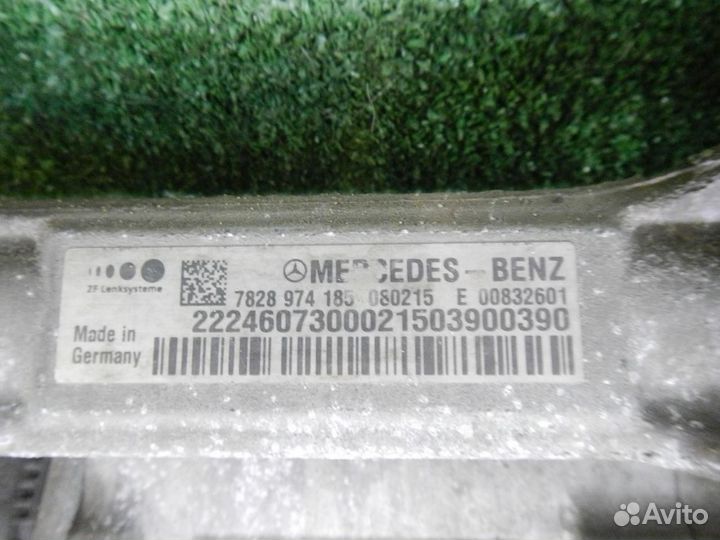 MERCEDES-BENZ
ZF Lenksysteme
7828 974 185 080215 E 00832601
2224607300021503900390
Made in
Germany
Avito